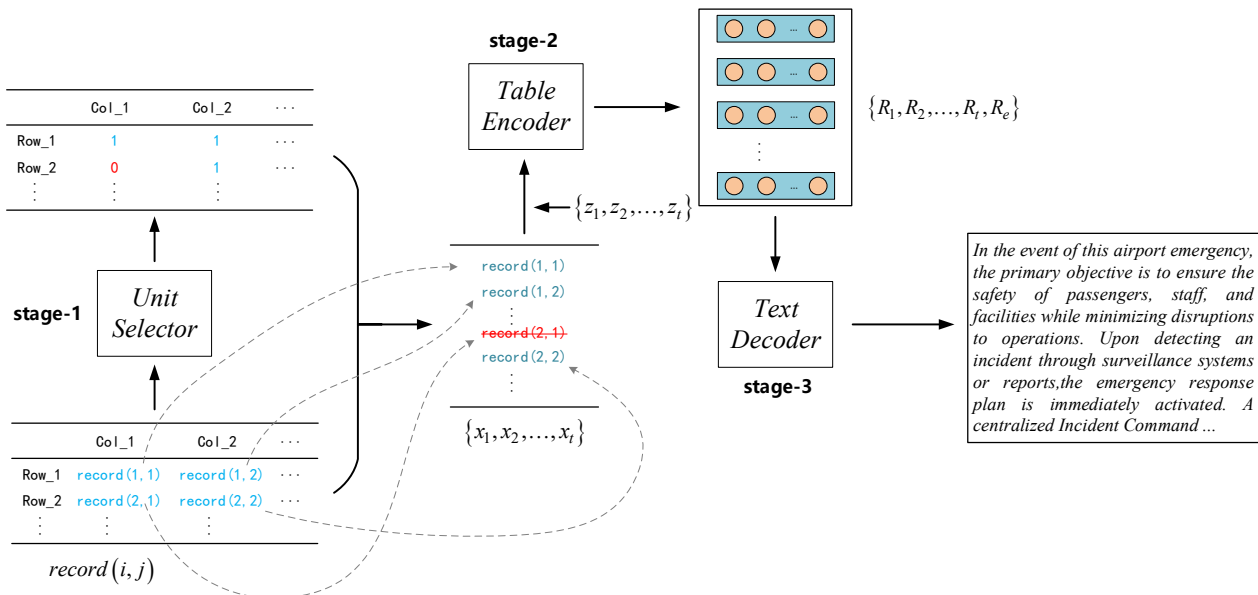 stage-1
Col_1 Col_2 ···
Row_1 1 1 ···
Row_2 0 1 ···
⋮ ⋮ ⋮
Unit
Selector
Col_1 Col_2 ···
Row_1 record(1,1) record(1,2) ···
Row_2 record(2,1) record(2,2) ···
⋮ ⋮ ⋮
record(i, j)
stage-2
Table
Encoder
{z₁, z₂, ..., zₜ}
record(1,1)
record(1,2)
⋮
record(2,1)
record(2,2)
⋮
{x₁, x₂, ..., xₜ}
...
...
...
⋮
...
{R₁, R₂, ..., Rₜ, Rₑ}
Text
Decoder
stage-3
In the event of this airport emergency,
the primary objective is to ensure the
safety of passengers, staff, and
facilities while minimizing disruptions
to operations. Upon detecting an
incident through surveillance systems
or reports,the emergency response
plan is immediately activated. A
centralized Incident Command ...